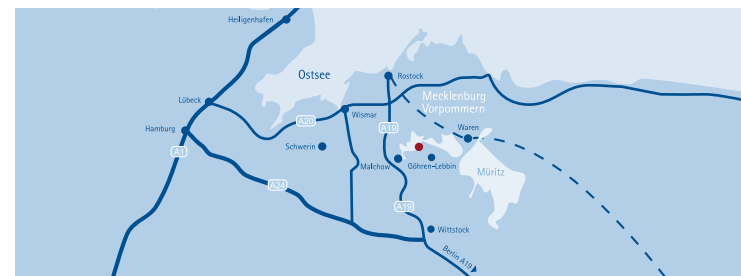 Heiligenhafen
Ostsee
Rostock
Lübeck
Mecklenburg
Vorpommern
Wismar
A20
A19
Hamburg
Waren
Schwerin
A1
Malchow
Göhren-Lebbin
Müritz
A24
A19
Wittstock
Berlin A19